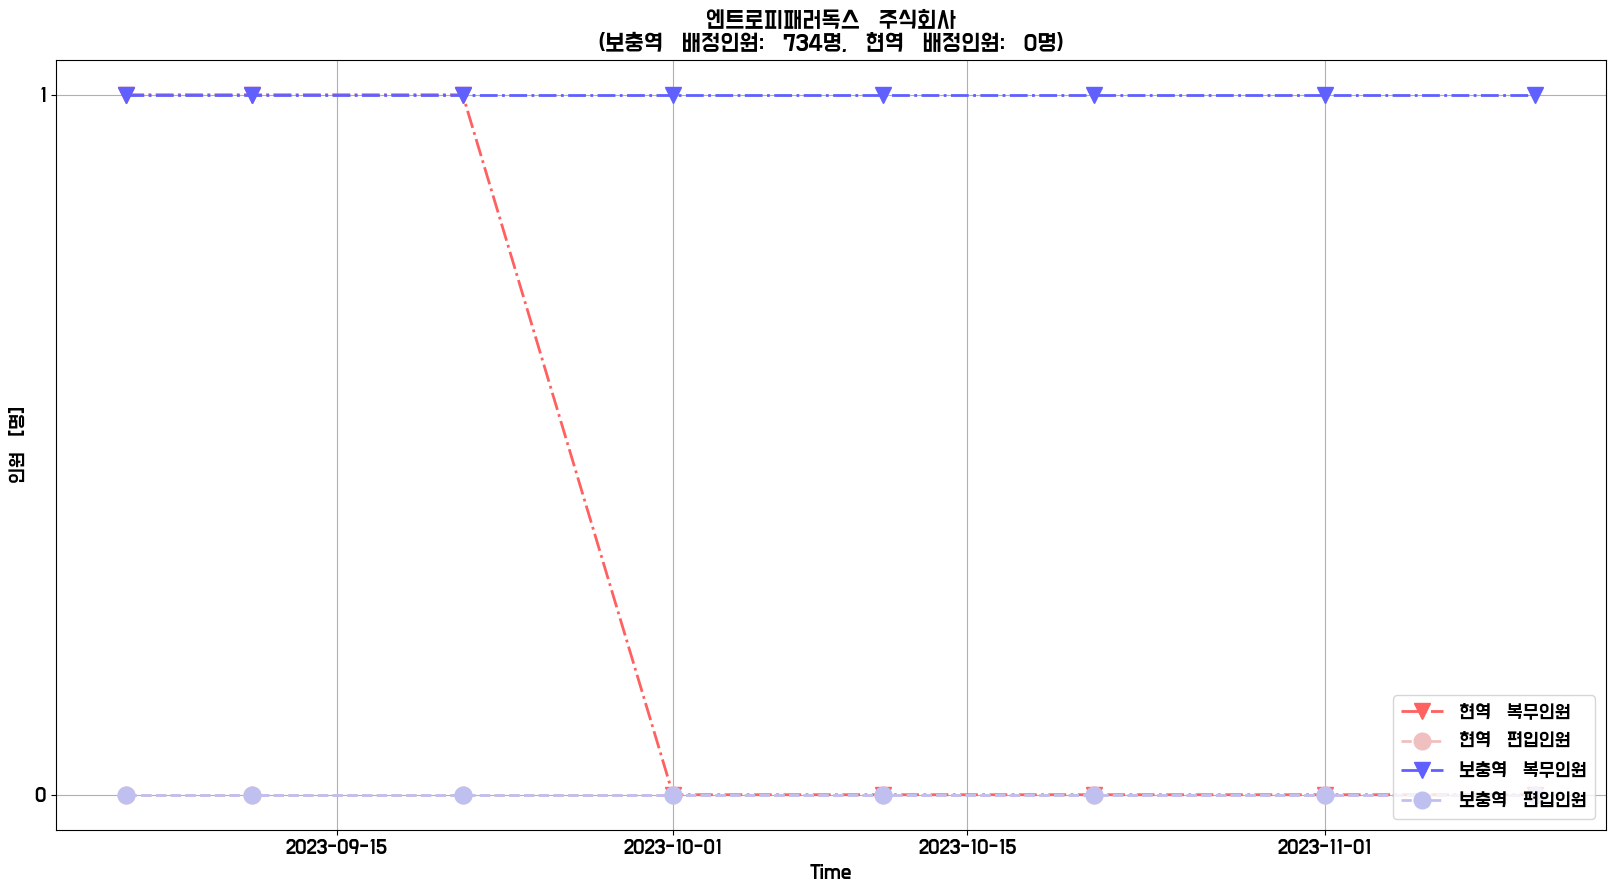 엔트로피패러독스 주식회사
(보충역 배정인원: 734명, 현역 배정인원: 0명)
1
인원 [명]
0
현역 복무인원
현역 편입인원
보충역 복무인원
보충역 편입인원
2023-09-15 2023-10-01 2023-10-15 2023-11-01
Time